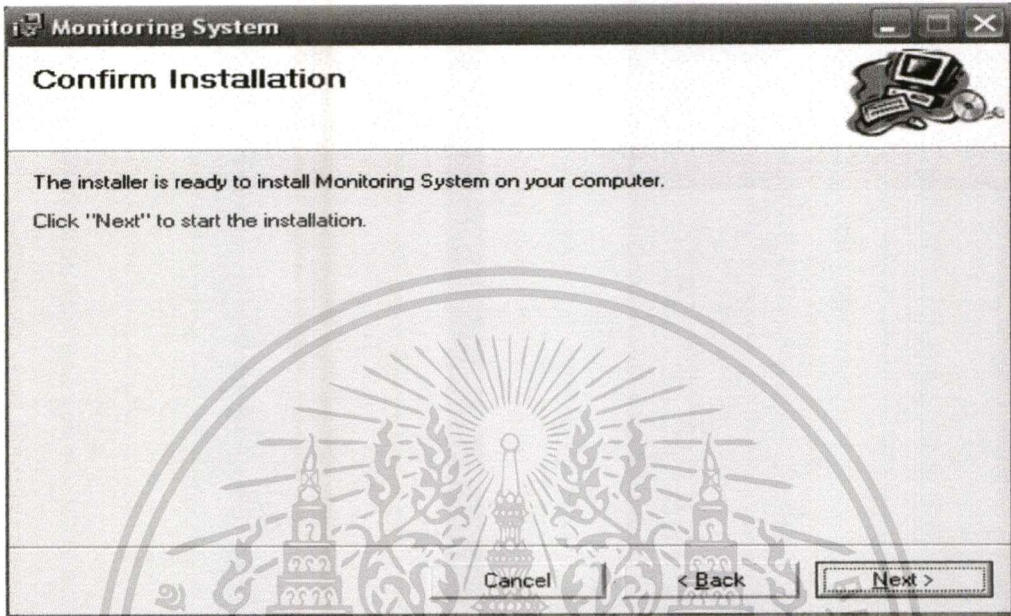 Monitoring System
Confirm Installation
The installer is ready to install Monitoring System on your computer.
Click "Next" to start the installation.
Cancel
< Back
Next >